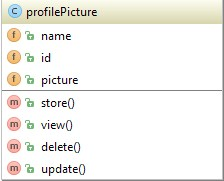 C profilePicture
f name
f id
f picture
m store()
m view()
m delete()
m update()